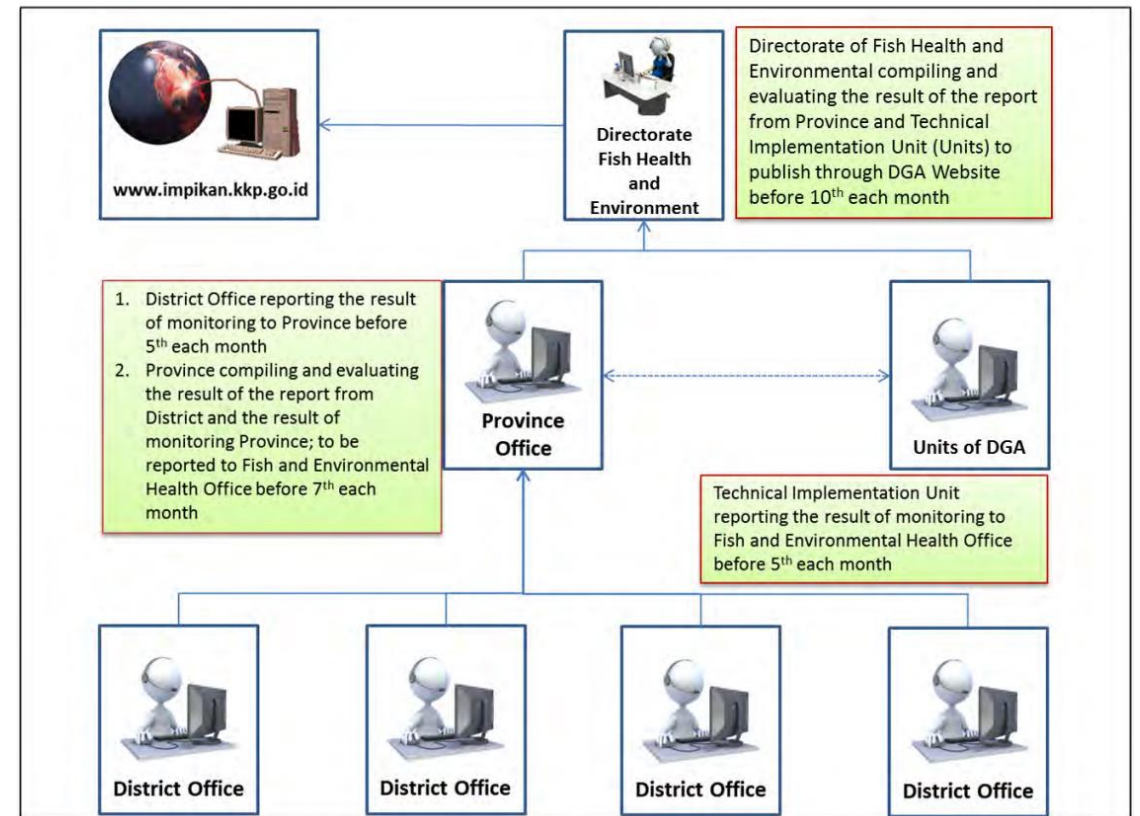 www.impikan.kkp.go.id
Directorate
Fish Health
and
Environment
Directorate of Fish Health and
Environmental compiling and
evaluating the result of the report
from Province and Technical
Implementation Unit (Units) to
publish through DGA Website
before 10th each month
1. District Office reporting the result
of monitoring to Province before
5th each month
2. Province compiling and evaluating
the result of the report from
District and the result of
monitoring Province; to be
reported to Fish and Environmental
Health Office before 7th each
month
Province
Office
Units of DGA
Technical Implementation Unit
reporting the result of monitoring to
Fish and Environmental Health Office
before 5th each month
District Office
District Office
District Office
District Office